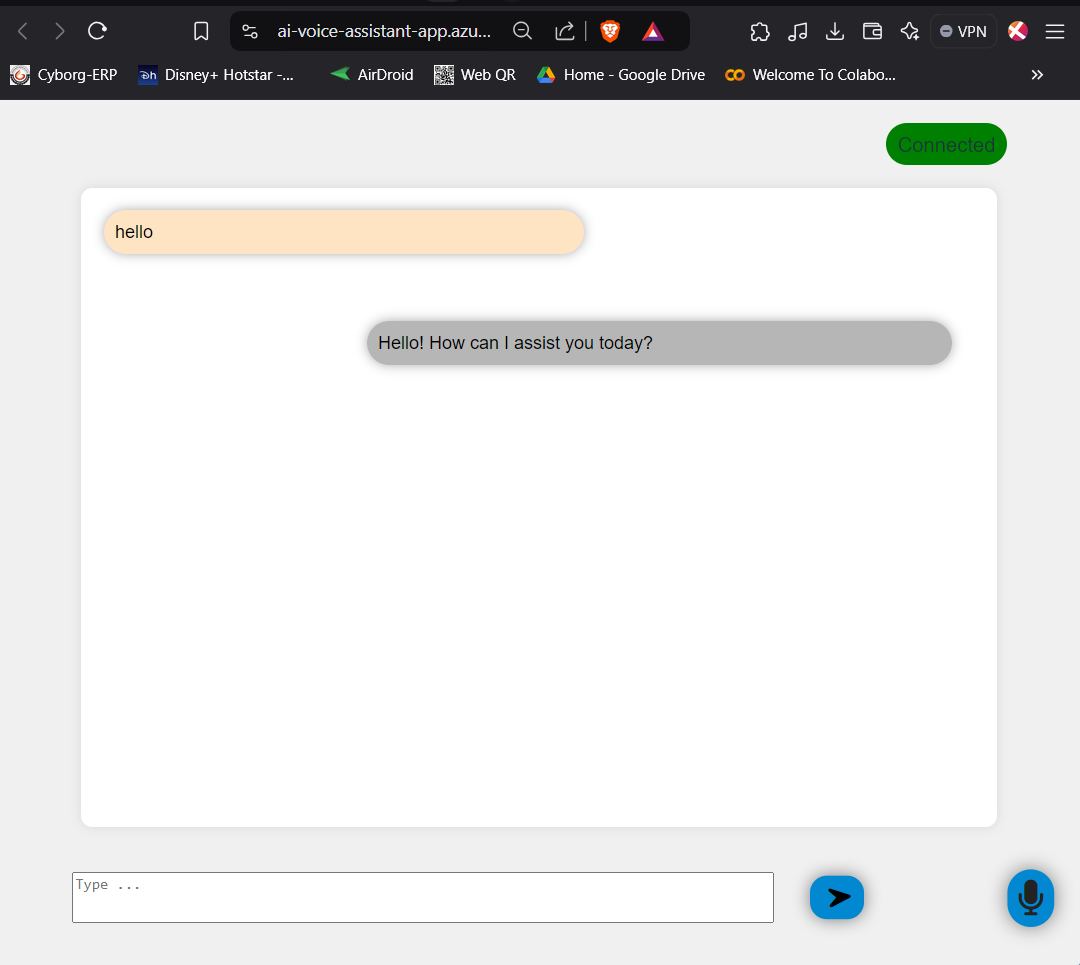 ai-voice-assistant-app.azu...
VPN
Cyborg-ERP
Disney+ Hotstar -...
AirDroid
Web QR
Home - Google Drive
Welcome To Colabo...
Connected
hello
Hello! How can I assist you today?
Type ...